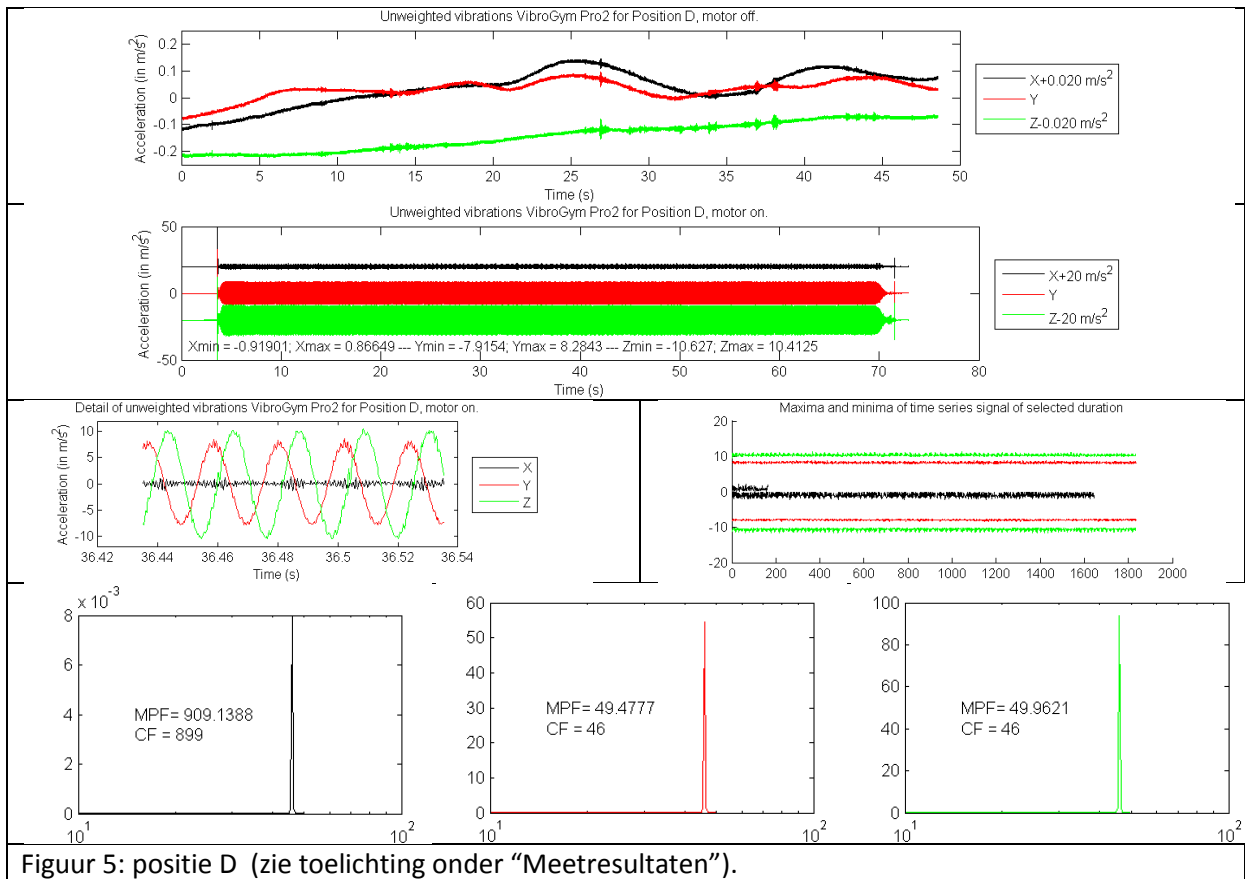 Unweighted vibrations VibroGym Pro2 for Position D, motor off.
Acceleration (in m/s²)
0.2
0.1
0
-0.1
-0.2
0 5 10 15 20 25 30 35 40 45 50
Time (s)
X+0.020 m/s²
Y
Z-0.020 m/s²
Unweighted vibrations VibroGym Pro2 for Position D, motor on.
Acceleration (in m/s²)
50
0
-50
Xmin = -0.91901; Xmax = 0.86649 --- Ymin = -7.9154; Ymax = 8.2843 --- Zmin = -10.627; Zmax = 10.4125
0 10 20 30 40 50 60 70 80
Time (s)
X+20 m/s²
Y
Z-20 m/s²
Detail of unweighted vibrations VibroGym Pro2 for Position D, motor on.
Acceleration (in m/s²)
10
5
0
-5
-10
36.42 36.44 36.46 36.48 36.5 36.52 36.54
Time (s)
X
Y
Z
Maxima and minima of time series signal of selected duration
20
10
0
-10
-20
0 200 400 600 800 1000 1200 1400 1600 1800 2000
x 10⁻³
8
6
4
2
0
MPF= 909.1388
CF = 899
10¹ 10²
60
50
40
30
20
10
0
MPF= 49.4777
CF = 46
10¹ 10²
100
80
60
40
20
0
MPF= 49.9621
CF = 46
10¹ 10²
Figuur 5: positie D (zie toelichting onder “Meetresultaten”).